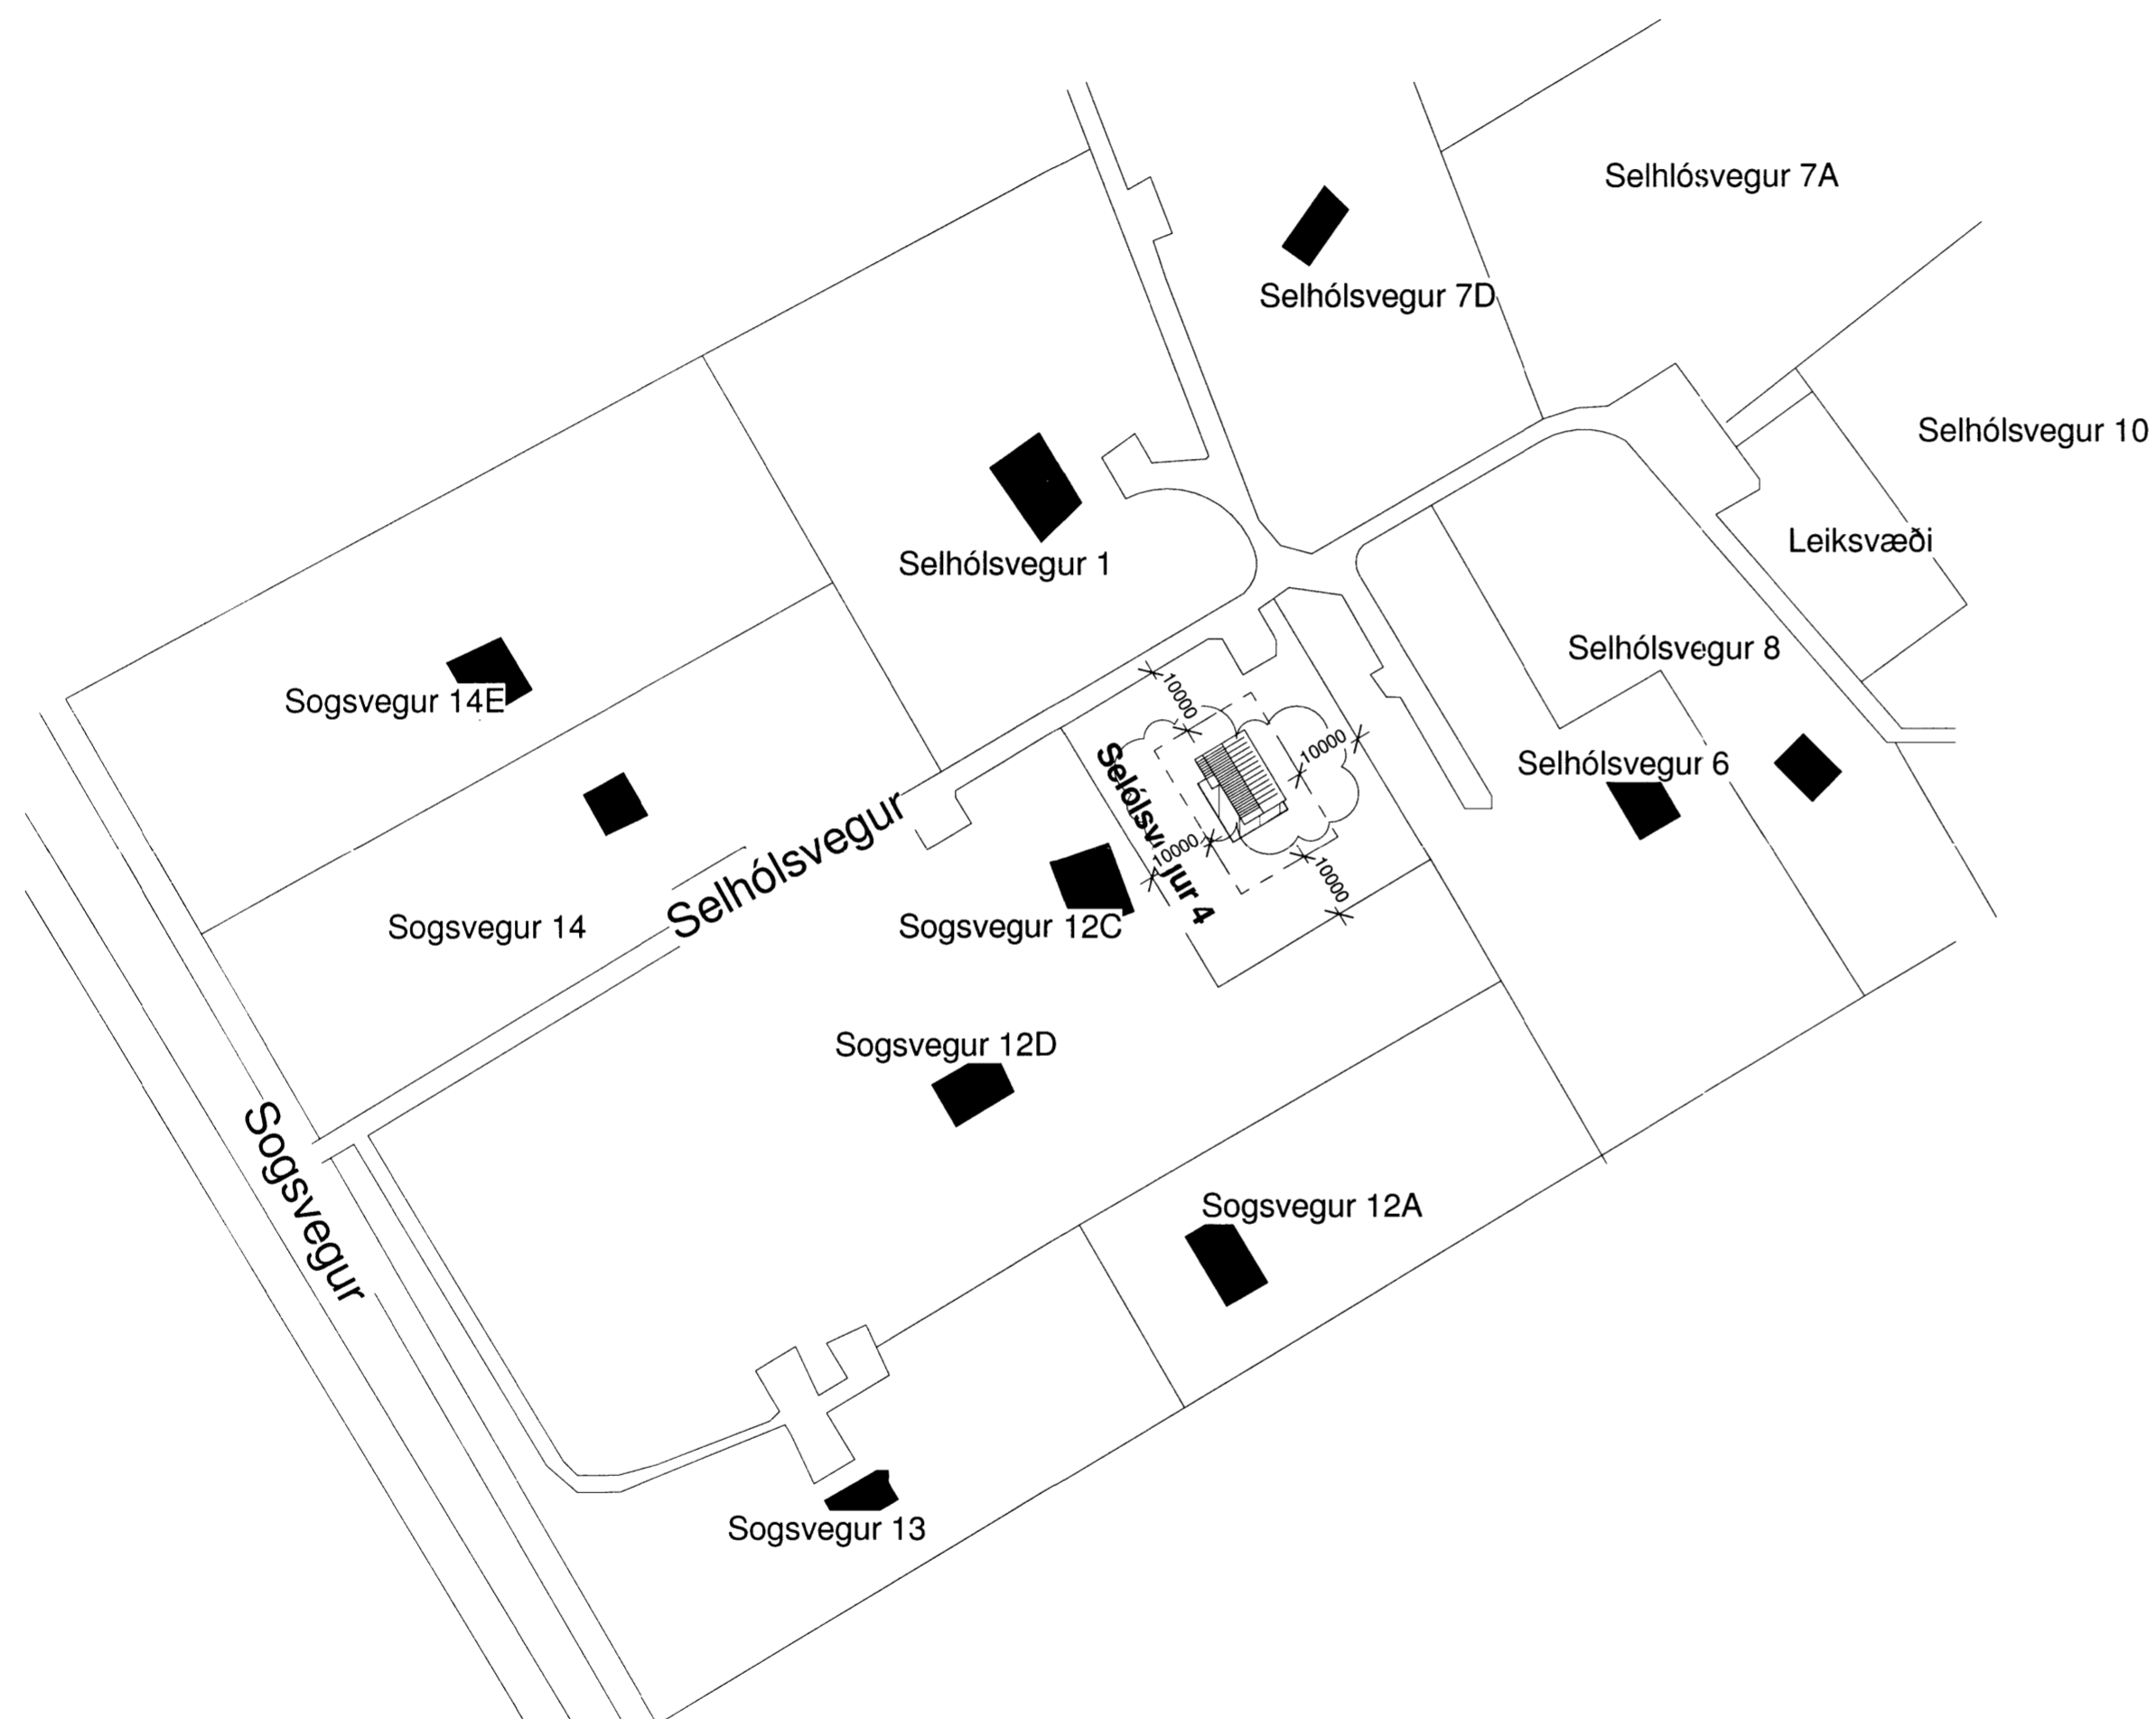 Selhlósvegur 7A
Selhólsvegur 7D
Selhólsvegur 10
Leiksvæði
Selhólsvegur 1
Selhólsvegur 8
Sogsvegur 14E
10000
10000
Selhólsvegur 6
Selhólsvegur
10000
10000
Sogsvegur 14
Sogsvegur 12C
Sogsvegur 12D
Sogsvegur
Sogsvegur 12A
Sogsvegur 13